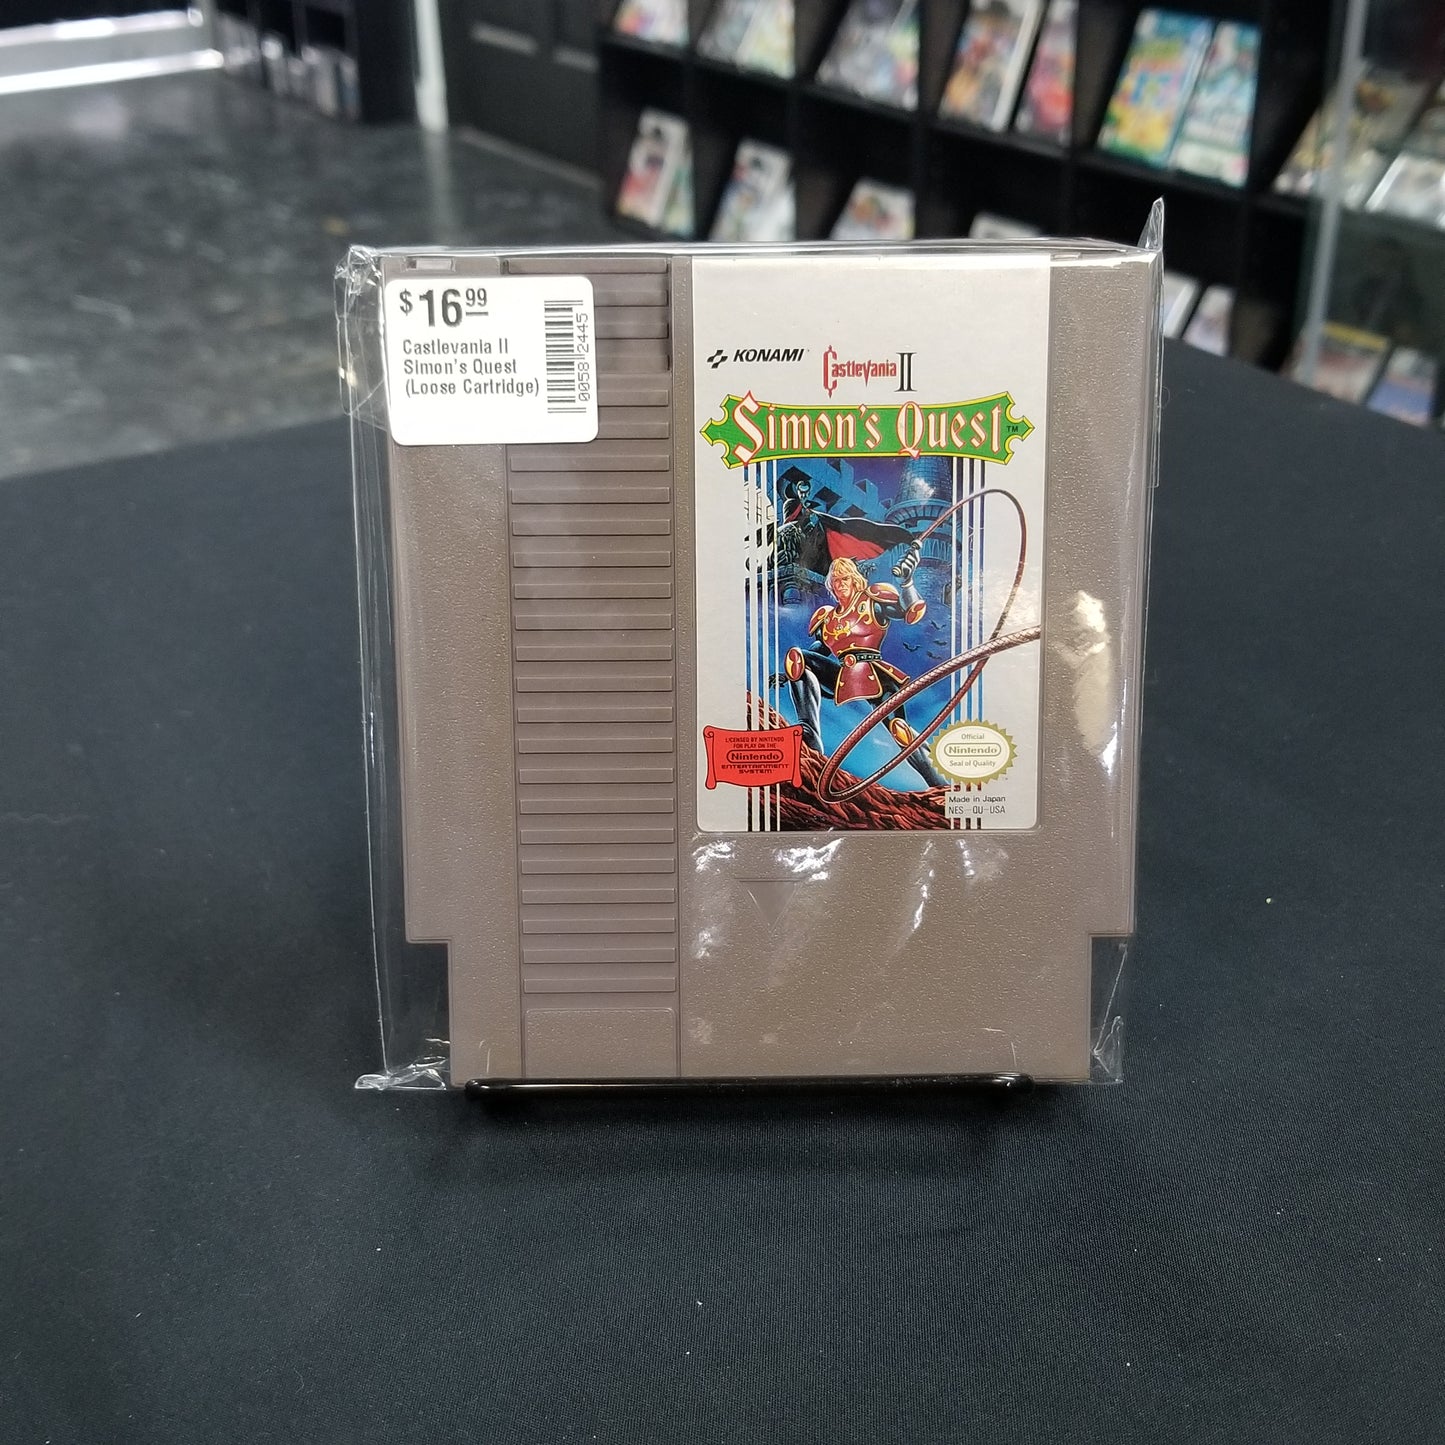 $16.99
Castlevania II
Simon's Quest
(Loose Cartridge)
00582445
KONAMI
Castlevania II
Simon's Quest TM
LICENSED BY NINTENDO
FOR PLAY ON THE
Nintendo
ENTERTAINMENT
SYSTEM
Official
Nintendo
Seal of Quality
Made in Japan
NES-QU-USA